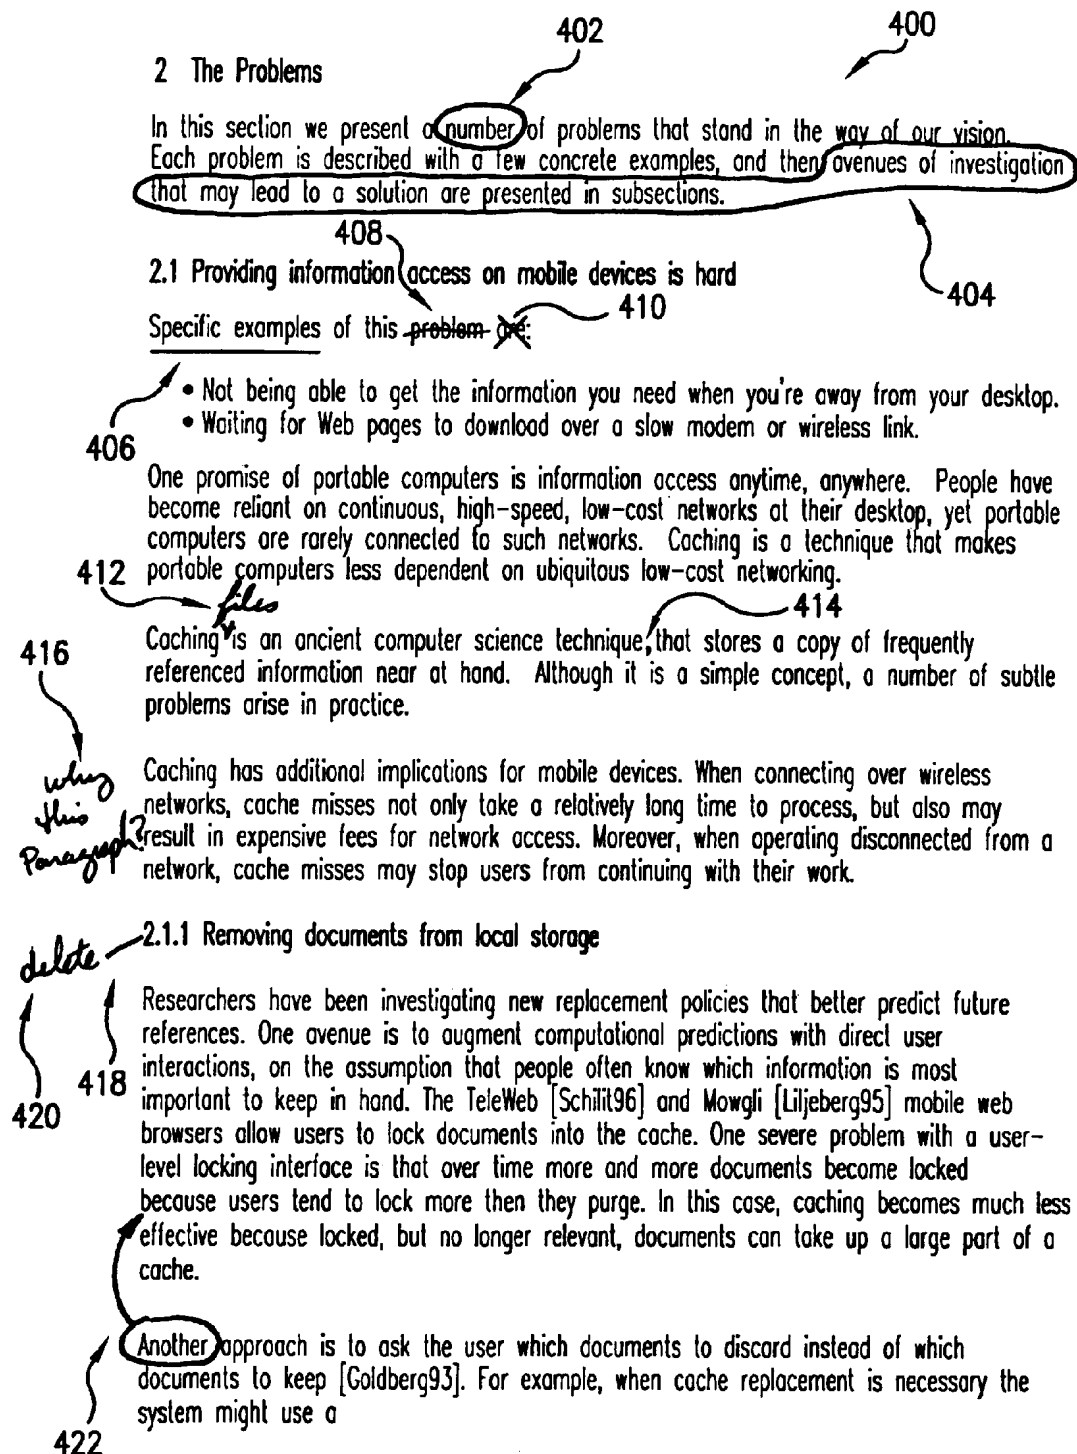 402
400
2 The Problems
In this section we present a number of problems that stand in the way of our vision.
Each problem is described with a few concrete examples, and then avenues of investigation
that may lead to a solution are presented in subsections.
408
404
2.1 Providing information access on mobile devices is hard
410
Specific examples of this problem are:
406
• Not being able to get the information you need when you're away from your desktop.
• Waiting for Web pages to download over a slow modem or wireless link.
One promise of portable computers is information access anytime, anywhere. People have
become reliant on continuous, high-speed, low-cost networks at their desktop, yet portable
computers are rarely connected to such networks. Caching is a technique that makes
portable computers less dependent on ubiquitous low-cost networking.
412
files
414
Caching is an ancient computer science technique, that stores a copy of frequently
referenced information near at hand. Although it is a simple concept, a number of subtle
problems arise in practice.
416
why
this
Paragraph?
Caching has additional implications for mobile devices. When connecting over wireless
networks, cache misses not only take a relatively long time to process, but also may
result in expensive fees for network access. Moreover, when operating disconnected from a
network, cache misses may stop users from continuing with their work.
delete
2.1.1 Removing documents from local storage
420
418
Researchers have been investigating new replacement policies that better predict future
references. One avenue is to augment computational predictions with direct user
interactions, on the assumption that people often know which information is most
important to keep in hand. The TeleWeb [Schilit96] and Mowgli [Liljeberg95] mobile web
browsers allow users to lock documents into the cache. One severe problem with a user-
level locking interface is that over time more and more documents become locked
because users tend to lock more then they purge. In this case, caching becomes much less
effective because locked, but no longer relevant, documents can take up a large part of a
cache.
Another approach is to ask the user which documents to discard instead of which
documents to keep [Goldberg93]. For example, when cache replacement is necessary the
system might use a
422